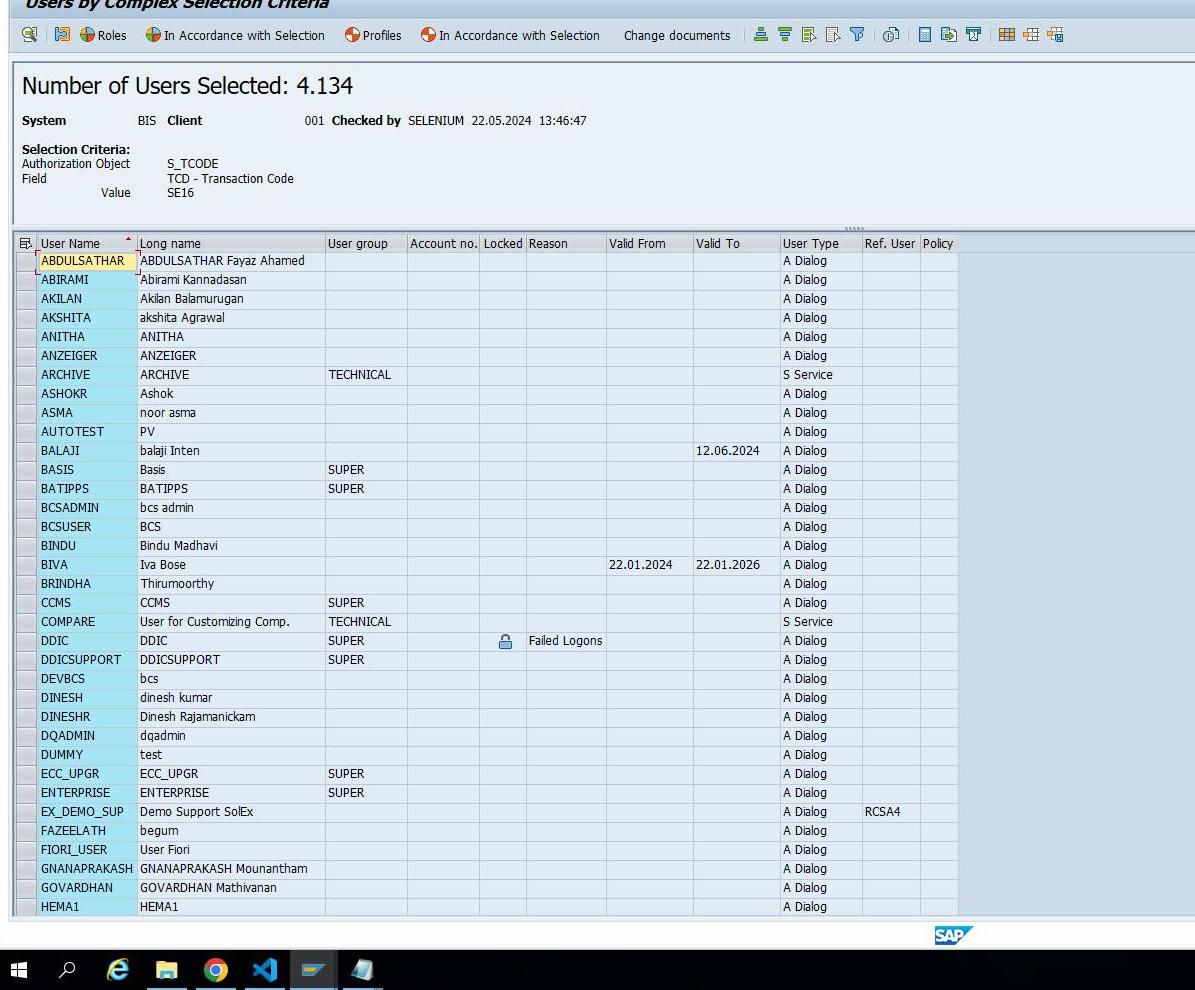 Users by Complex Selection Criteria
Roles In Accordance with Selection Profiles In Accordance with Selection Change documents
Number of Users Selected: 4.134
System BIS Client 001 Checked by SELENIUM 22.05.2024 13:46:47
Selection Criteria:
Authorization Object S_TCODE
Field TCD - Transaction Code
Value SE16
User Name Long name User group Account no. Locked Reason Valid From Valid To User Type Ref. User Policy
ABDULSATHAR ABDULSATHAR Fayaz Ahamed A Dialog
ABIRAMI Abirami Kannadasan A Dialog
AKILAN Akilan Balamurugan A Dialog
AKSHITA akshita Agrawal A Dialog
ANITHA ANITHA A Dialog
ANZEIGER ANZEIGER A Dialog
ARCHIVE ARCHIVE TECHNICAL S Service
ASHOKR Ashok A Dialog
ASMA noor asma A Dialog
AUTOTEST PV A Dialog
BALAJI balaji Inten 12.06.2024 A Dialog
BASIS Basis SUPER A Dialog
BATIPPS BATIPPS SUPER A Dialog
BCSADMIN bcs admin A Dialog
BCSUSER BCS A Dialog
BINDU Bindu Madhavi A Dialog
BIVA Iva Bose 22.01.2024 22.01.2026 A Dialog
BRINDHA Thirumoorthy A Dialog
CCMS CCMS SUPER A Dialog
COMPARE User for Customizing Comp. TECHNICAL S Service
DDIC DDIC SUPER Failed Logons A Dialog
DDICSUPPORT DDICSUPPORT SUPER A Dialog
DEVBCS bcs A Dialog
DINESH dinesh kumar A Dialog
DINESHR Dinesh Rajamanickam A Dialog
DQADMIN dqadmin A Dialog
DUMMY test A Dialog
ECC_UPGR ECC_UPGR SUPER A Dialog
ENTERPRISE ENTERPRISE SUPER A Dialog
EX_DEMO_SUP Demo Support SolEx A Dialog RCSA4
FAZEELATH begum A Dialog
FIORI_USER User Fiori A Dialog
GNANAPRAKASH GNANAPRAKASH Mounantham A Dialog
GOVARDHAN GOVARDHAN Mathivanan A Dialog
HEMA1 HEMA1 A Dialog
SAP